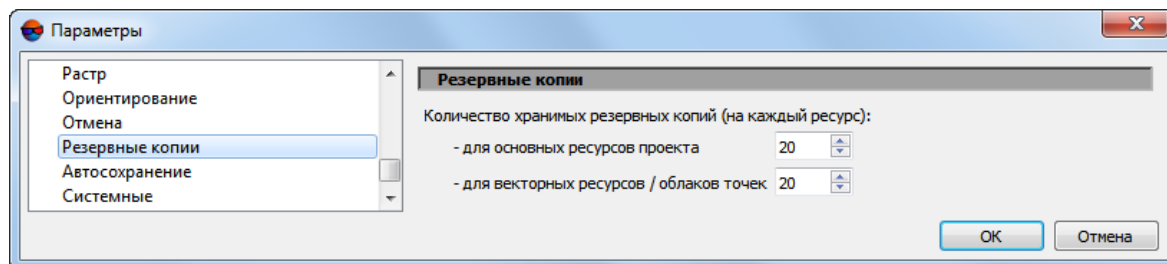 Параметры
Растр
Ориентирование
Отмена
Резервные копии
Автосохранение
Системные
Резервные копии
Количество хранимых резервных копий (на каждый ресурс):
- для основных ресурсов проекта 20
- для векторных ресурсов / облаков точек 20
OK Отмена